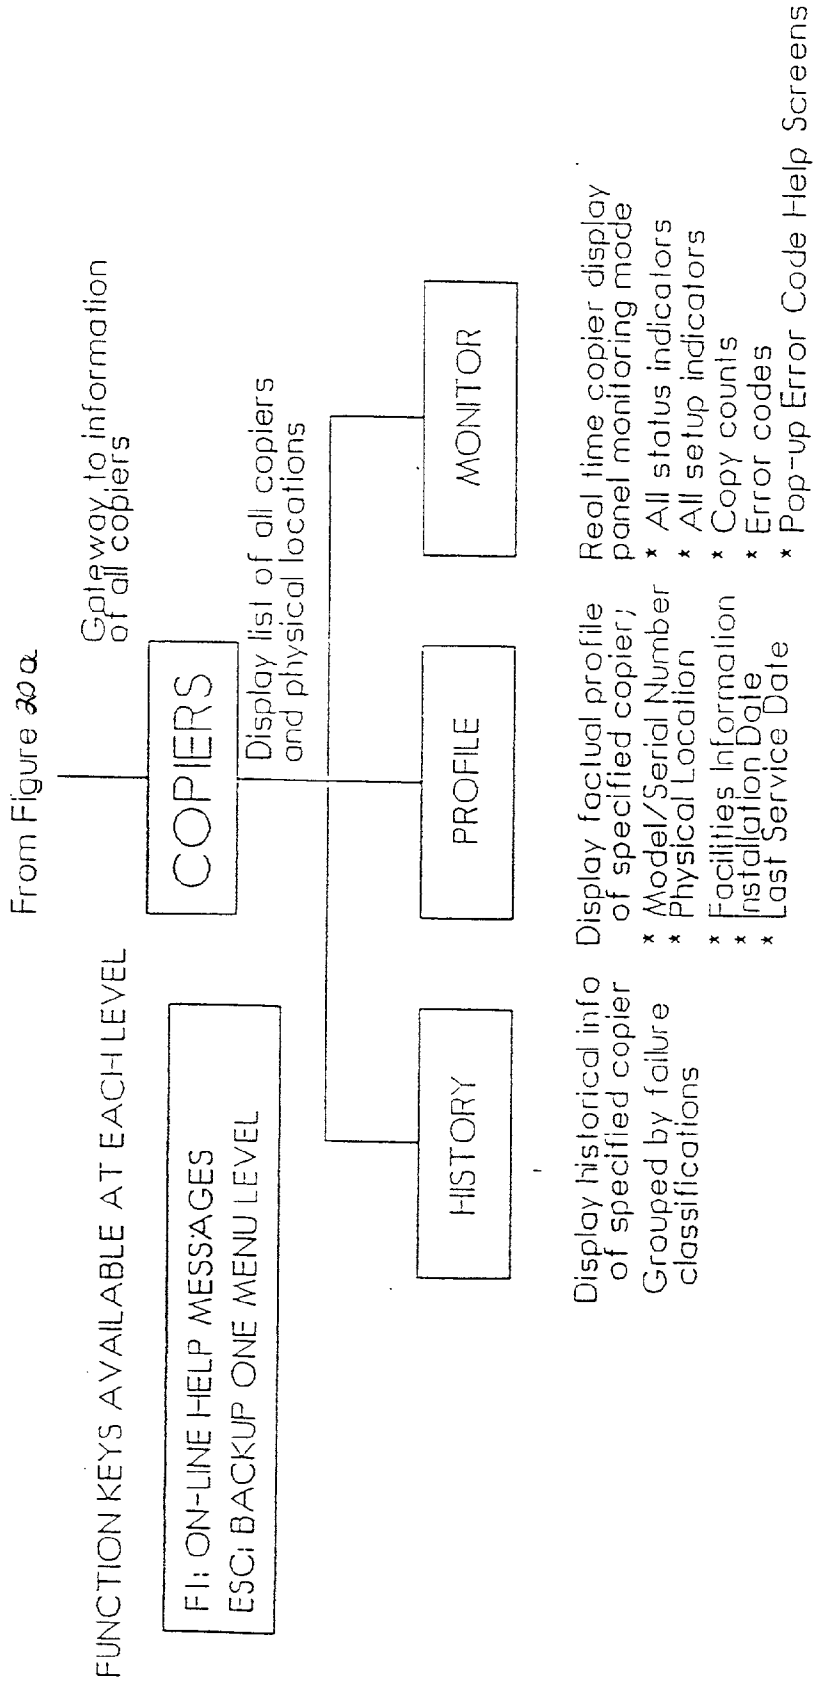 From Figure 20a
FUNCTION KEYS AVAILABLE AT EACH LEVEL
F1: ON-LINE HELP MESSAGES
ESC: BACKUP ONE MENU LEVEL
Gateway to information
of all copiers
COPIERS
Display list of all copiers
and physical locations
HISTORY
Display historical info
of specified copier
Grouped by failure
classifications
PROFILE
Display factual profile
of specified copier;
* Model/Serial Number
* Physical Location
* Facilities Information
* Installation Date
* Last Service Date
MONITOR
Real time copier display
panel monitoring mode
* All status indicators
* All setup indicators
* Copy counts
* Error codes
* Pop-up Error Code Help Screens